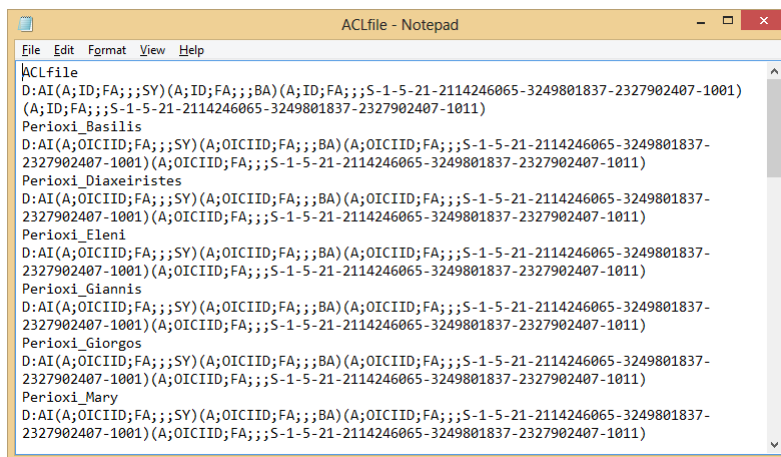 ACLfile - Notepad
File Edit Format View Help
ACLfile
D:AI(A;ID;FA;;;SY)(A;ID;FA;;;BA)(A;ID;FA;;;S-1-5-21-2114246065-3249801837-2327902407-1001)
(A;ID;FA;;;S-1-5-21-2114246065-3249801837-2327902407-1011)
Perioxi_Basilis
D:AI(A;OICIID;FA;;;SY)(A;OICIID;FA;;;BA)(A;OICIID;FA;;;S-1-5-21-2114246065-3249801837-
2327902407-1001)(A;OICIID;FA;;;S-1-5-21-2114246065-3249801837-2327902407-1011)
Perioxi_Diaxeiristes
D:AI(A;OICIID;FA;;;SY)(A;OICIID;FA;;;BA)(A;OICIID;FA;;;S-1-5-21-2114246065-3249801837-
2327902407-1001)(A;OICIID;FA;;;S-1-5-21-2114246065-3249801837-2327902407-1011)
Perioxi_Eleni
D:AI(A;OICIID;FA;;;SY)(A;OICIID;FA;;;BA)(A;OICIID;FA;;;S-1-5-21-2114246065-3249801837-
2327902407-1001)(A;OICIID;FA;;;S-1-5-21-2114246065-3249801837-2327902407-1011)
Perioxi_Giannis
D:AI(A;OICIID;FA;;;SY)(A;OICIID;FA;;;BA)(A;OICIID;FA;;;S-1-5-21-2114246065-3249801837-
2327902407-1001)(A;OICIID;FA;;;S-1-5-21-2114246065-3249801837-2327902407-1011)
Perioxi_Giorgos
D:AI(A;OICIID;FA;;;SY)(A;OICIID;FA;;;BA)(A;OICIID;FA;;;S-1-5-21-2114246065-3249801837-
2327902407-1001)(A;OICIID;FA;;;S-1-5-21-2114246065-3249801837-2327902407-1011)
Perioxi_Mary
D:AI(A;OICIID;FA;;;SY)(A;OICIID;FA;;;BA)(A;OICIID;FA;;;S-1-5-21-2114246065-3249801837-
2327902407-1001)(A;OICIID;FA;;;S-1-5-21-2114246065-3249801837-2327902407-1011)